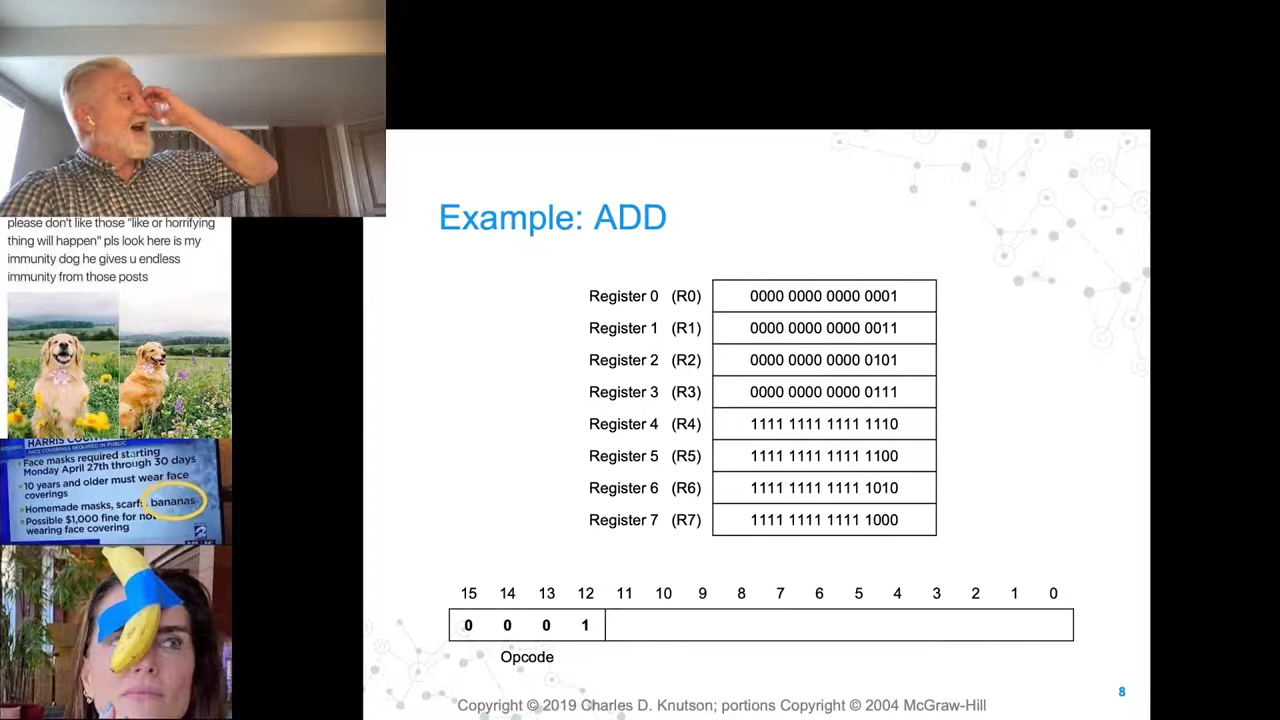 please don't like those "like or horrifying
thing will happen" pls look here is my
immunity dog he gives u endless
immunity from those posts
FACE COVERINGS REQUIRED IN PUBLIC
Face masks required starting
Monday April 27th through 30 days
10 years and older must wear face
coverings
Homemade masks, scarfs, bananas
Possible $1,000 fine for not
wearing face covering
2
Example: ADD
Register 0 (R0) 0000 0000 0000 0001
Register 1 (R1) 0000 0000 0000 0011
Register 2 (R2) 0000 0000 0000 0101
Register 3 (R3) 0000 0000 0000 0111
Register 4 (R4) 1111 1111 1111 1110
Register 5 (R5) 1111 1111 1111 1100
Register 6 (R6) 1111 1111 1111 1010
Register 7 (R7) 1111 1111 1111 1000
15 14 13 12 11 10 9 8 7 6 5 4 3 2 1 0
0 0 0 1
Opcode
Copyright © 2019 Charles D. Knutson; portions Copyright © 2004 McGraw-Hill
8